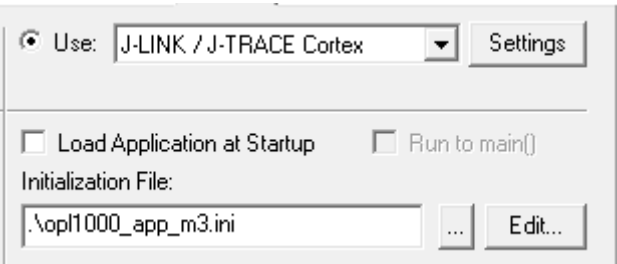 Use: J-LINK / J-TRACE Cortex Settings
Load Application at Startup Run to main()
Initialization File:
.\opl1000_app_m3.ini ... Edit...